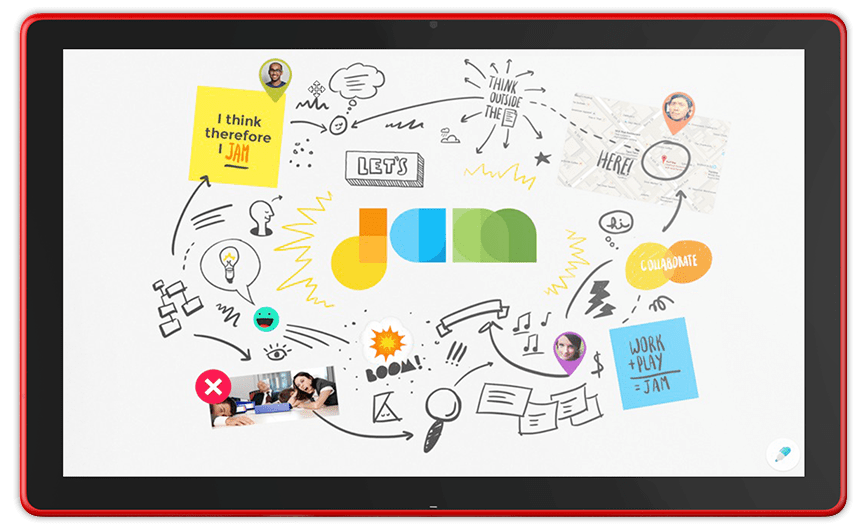 I think
therefore
I JAM
THINK
OUTSIDE
THE
LET'S
HERE!
Jam
hi
COLLABORATE
BOOM!
!!!
$
WORK
+PLAY
=JAM